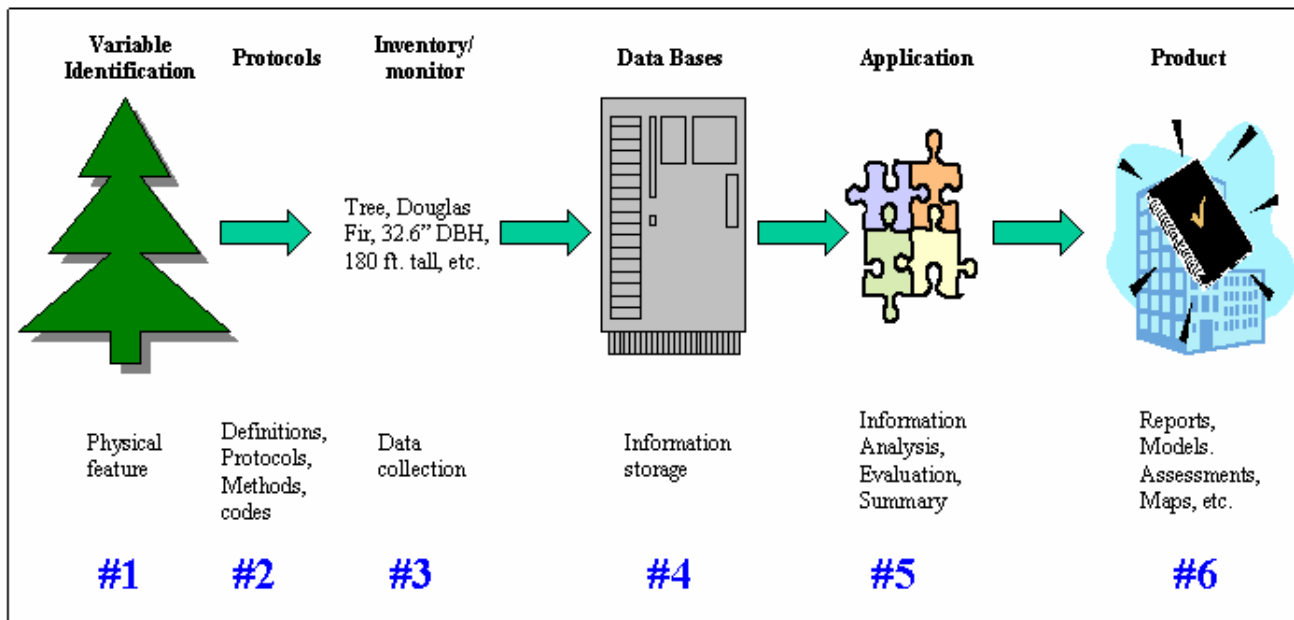 Variable
Identification
Protocols
Inventory/
monitor
Data Bases
Application
Product
Tree, Douglas
Fir, 32.6" DBH,
180 ft. tall, etc.
Physical
feature
Definitions,
Protocols,
Methods,
codes
Data
collection
Information
storage
Information
Analysis,
Evaluation,
Summary
Reports,
Models.
Assessments,
Maps, etc.
#1
#2
#3
#4
#5
#6